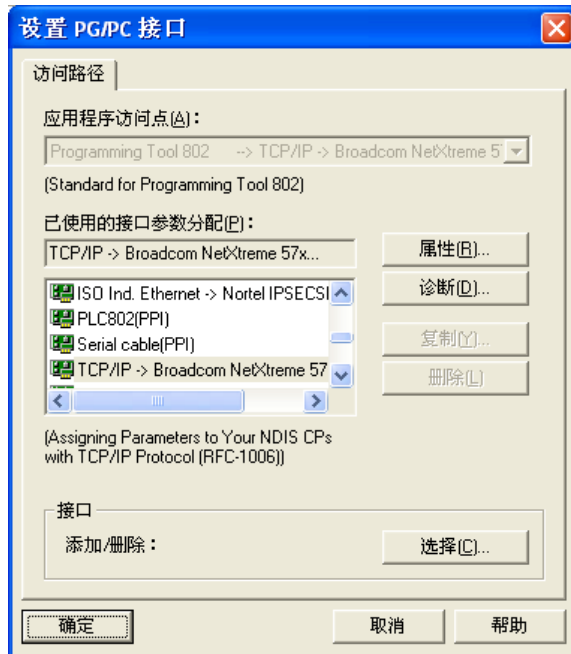 设置 PG/PC 接口
访问路径
应用程序访问点(A)：
Programming Tool 802 --> TCP/IP -> Broadcom NetXtreme 5
(Standard for Programming Tool 802)
已使用的接口参数分配(P)：
TCP/IP -> Broadcom NetXtreme 57x...
属性(R)...
ISO Ind. Ethernet -> Nortel IPSECSI
诊断(D)...
PLC802(PPI)
Serial cable(PPI)
复制(Y)...
TCP/IP -> Broadcom NetXtreme 57
删除(L)
(Assigning Parameters to Your NDIS CPs
with TCP/IP Protocol (RFC-1006))
接口
添加/删除：
选择(C)...
确定
取消
帮助